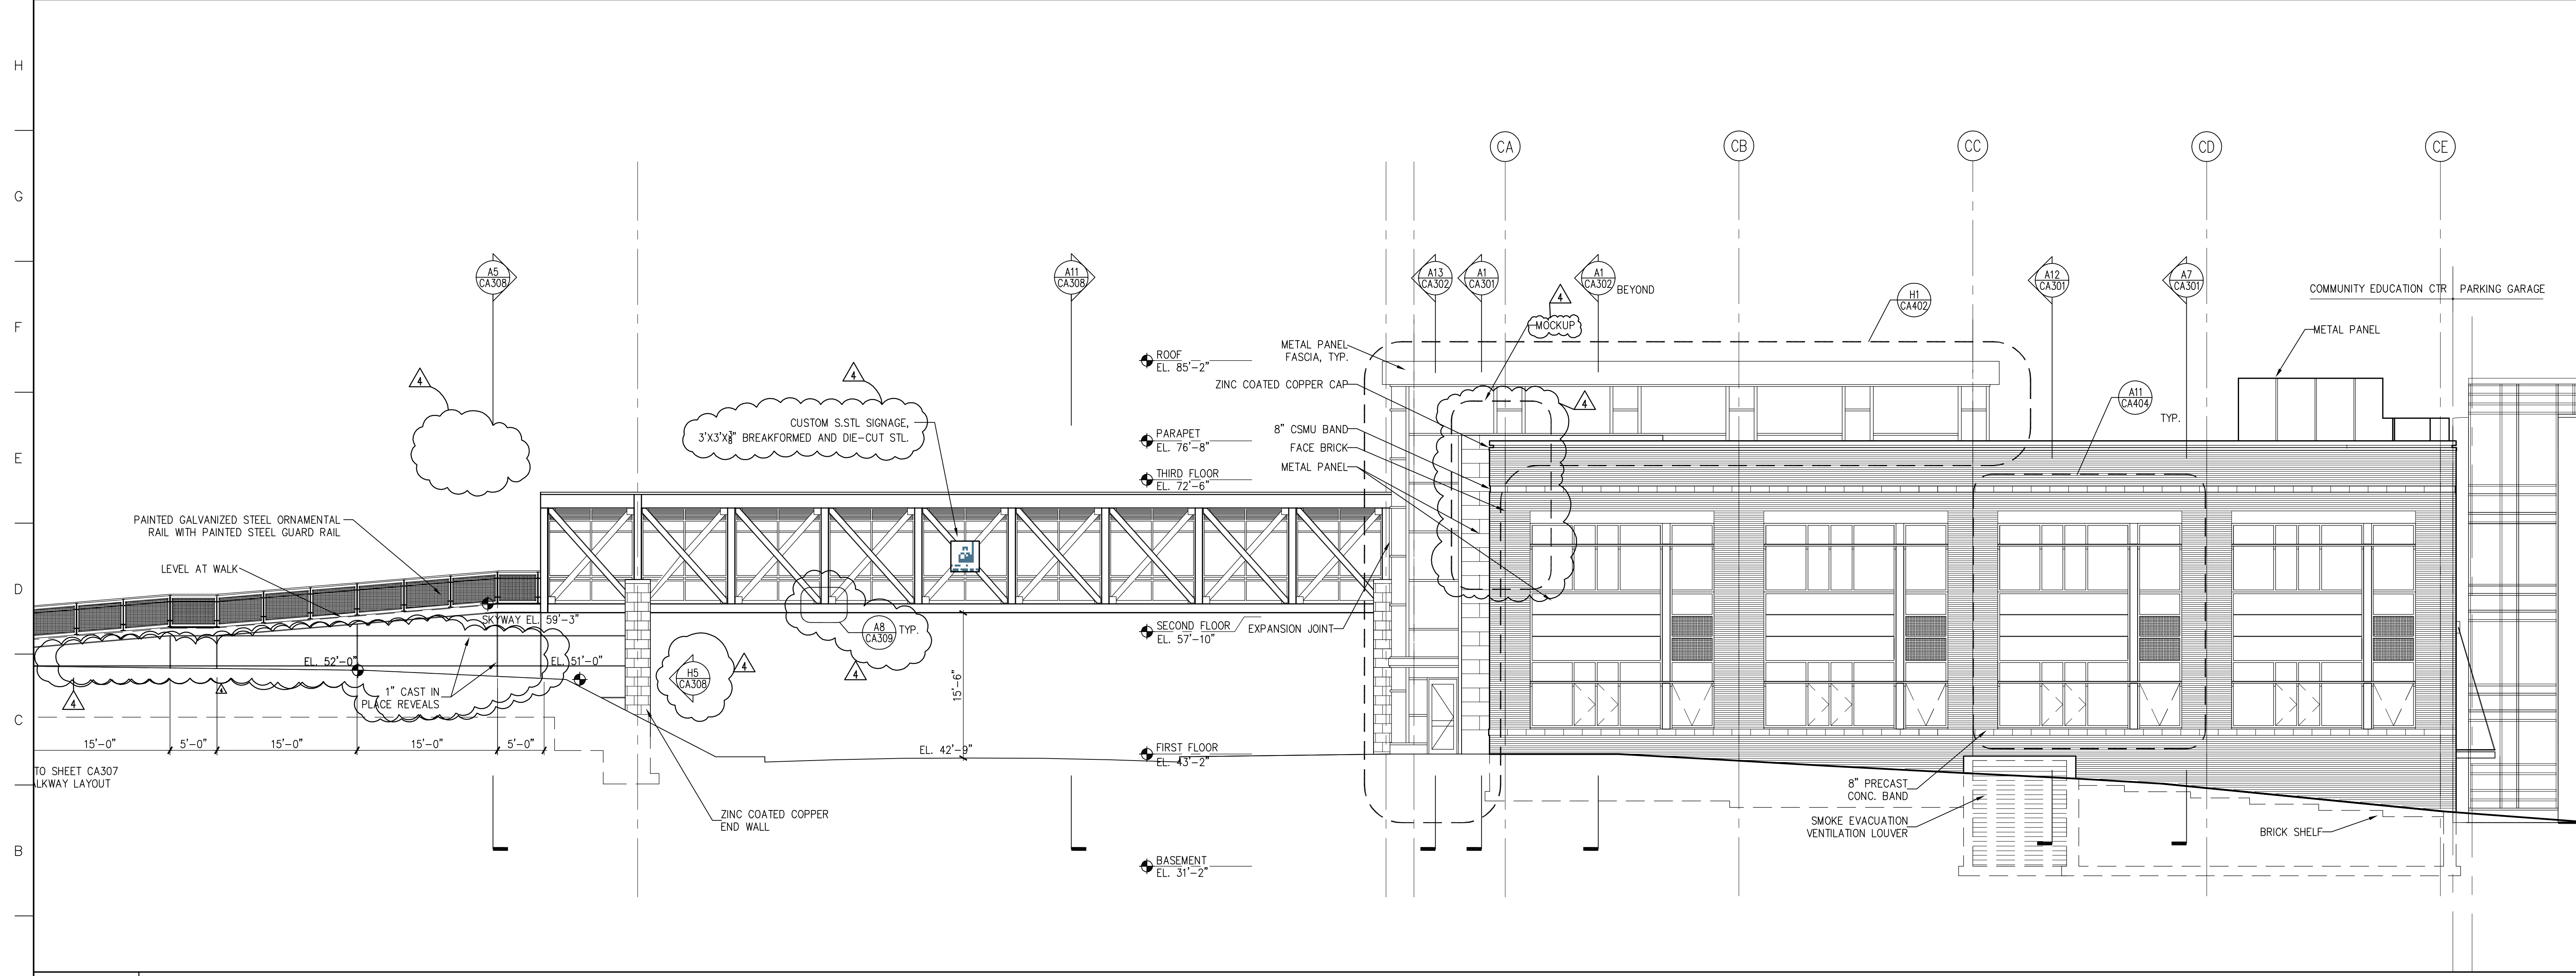 H
G
F
E
D
C
B
CA
CB
CC
CD
CE
A5
CA308
A11
CA308
A13
CA302
A1
CA301
A1
CA302
BEYOND
A12
CA301
A7
CA301
4
MOCKUP
H1
CA402
COMMUNITY EDUCATION CTR
PARKING GARAGE
METAL PANEL
METAL PANEL
FASCIA, TYP.
ZINC COATED COPPER CAP
8" CSMU BAND
FACE BRICK
METAL PANEL
4
A11
CA404
TYP.
ROOF
EL. 85'-2"
PARAPET
EL. 76'-8"
THIRD FLOOR
EL. 72'-6"
4
4
CUSTOM S.STL SIGNAGE,
3'X3'X3/8" BREAKFORMED AND DIE-CUT STL.
PAINTED GALVANIZED STEEL ORNAMENTAL
RAIL WITH PAINTED STEEL GUARD RAIL
LEVEL AT WALK
SKYWAY EL. 59'-3"
A8
CA309
TYP.
4
SECOND FLOOR
EL. 57'-10"
EXPANSION JOINT
EL. 52'-0"
EL. 51'-0"
H5
CA308
4
1" CAST IN
PLACE REVEALS
4
4
15'-6"
15'-0"
5'-0"
15'-0"
15'-0"
5'-0"
EL. 42'-9"
FIRST FLOOR
EL. 43'-2"
TO SHEET CA307
LKWAY LAYOUT
ZINC COATED COPPER
END WALL
8" PRECAST
CONC. BAND
SMOKE EVACUATION
VENTILATION LOUVER
BRICK SHELF
BASEMENT
EL. 31'-2"